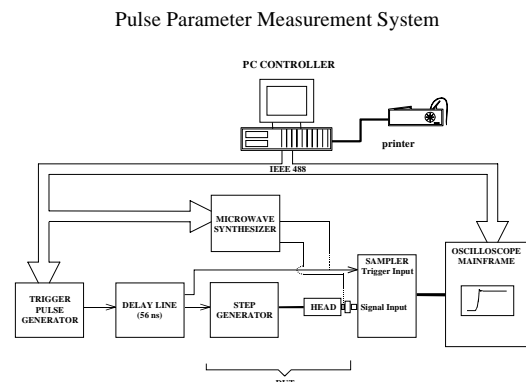 Pulse Parameter Measurement System
PC CONTROLLER
printer
IEEE 488
MICROWAVE
SYNTHESIZER
SAMPLER
Trigger Input
OSCILLOSCOPE
MAINFRAME
TRIGGER
PULSE
GENERATOR
DELAY LINE
(56 ns)
STEP
GENERATOR
HEAD
Signal Input
DUT